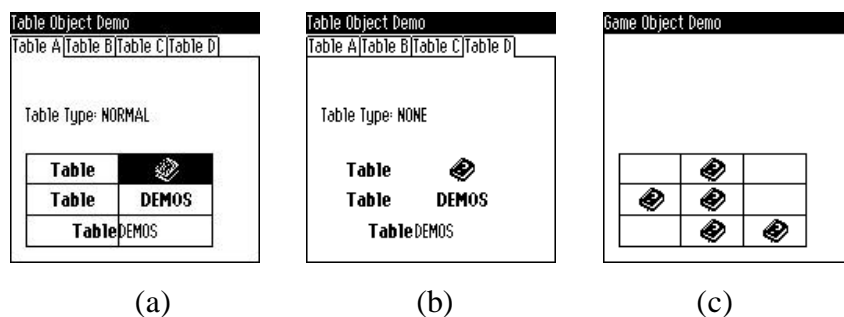 Table Object Demo
Table A Table B Table C Table D
Table Type: NORMAL
Table
Table DEMOS
Table DEMOS
(a)
Table Object Demo
Table A Table B Table C Table D
Table Type: NONE
Table
Table DEMOS
Table DEMOS
(b)
Game Object Demo
(c)